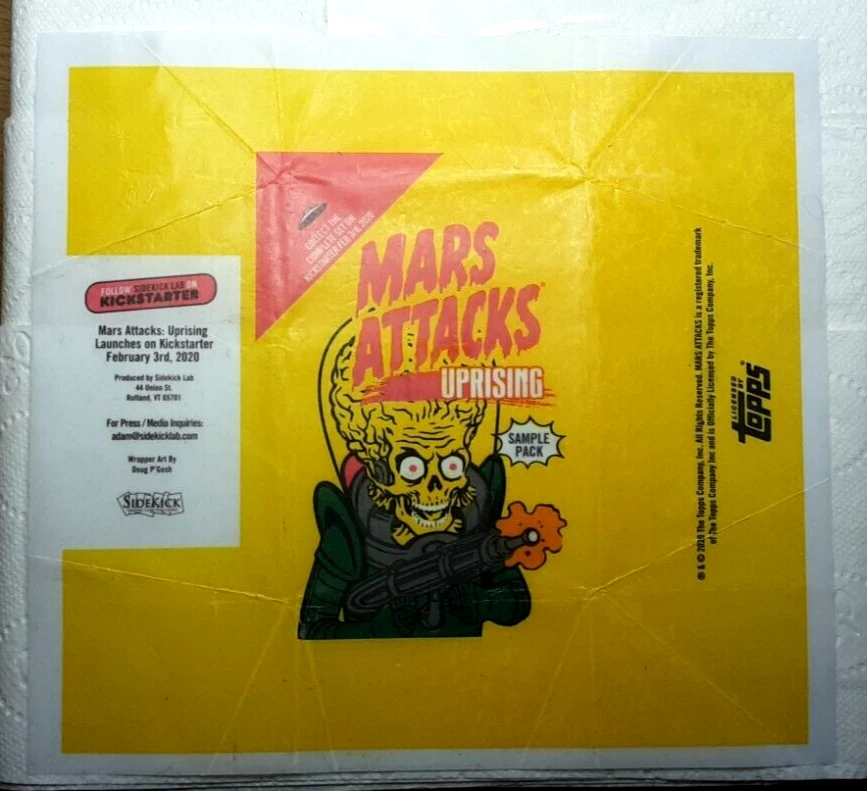 COLLECT THE
COMPLETE SET ON
KICKSTARTER FEB 3rd, 2020
MARS
ATTACKS
UPRISING
SAMPLE
PACK
FOLLOW SIDEKICK LAB ON
KICKSTARTER
Mars Attacks: Uprising
Launches on Kickstarter
February 3rd, 2020
Produced by Sidekick Lab
44 Union St.
Rutland, VT 05701
For Press / Media Inquiries:
adam@sidekicklab.com
Wrapper Art By
Doug P'Gosh
SIDEKICK
® & © 2020 The Topps Company, Inc. All Rights Reserved. MARS ATTACKS is a registered trademark
of The Topps Company Inc and is Officially Licensed by The Topps Company, Inc.
LICENSED
BY
TOPPS®